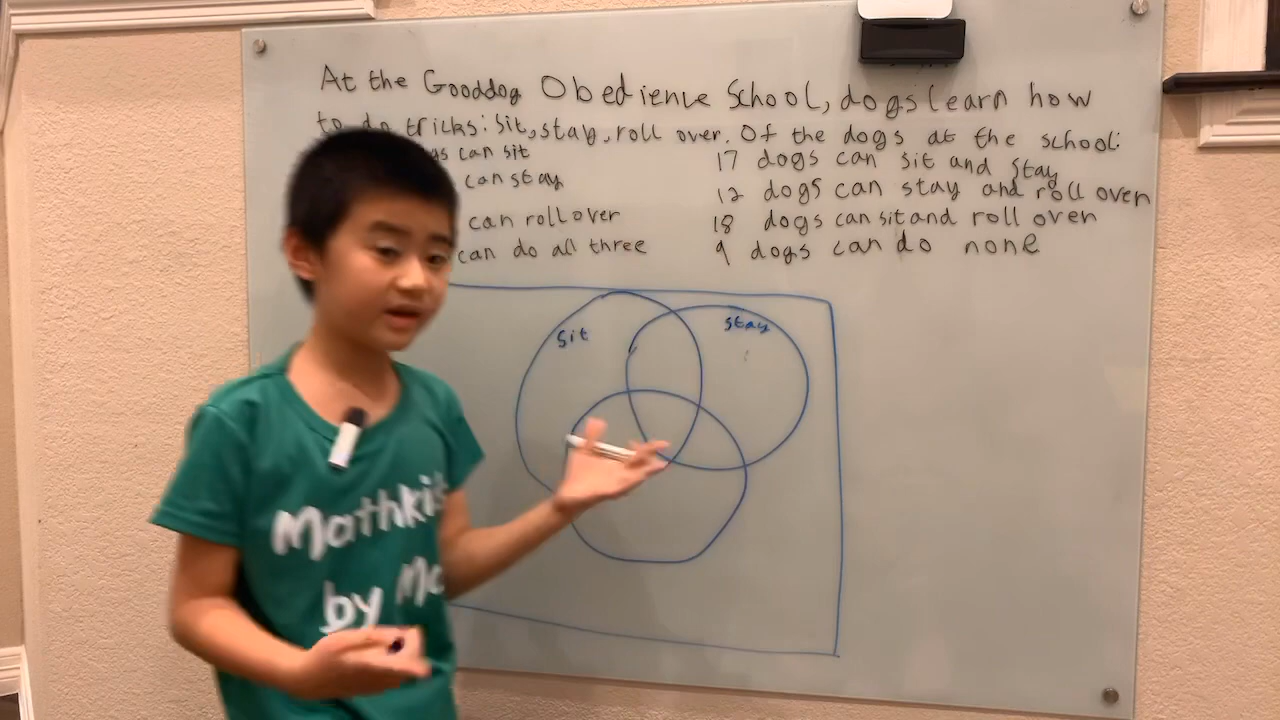 At the Gooddog Obedience School, dogs learn how
to do tricks: sit, stay, roll over. Of the dogs at the school:
can sit
17 dogs can sit and stay
can stay
12 dogs can stay and roll over
can roll over
18 dogs can sit and roll over
can do all three
9 dogs can do none
Sit
Stay
Mathkis
by